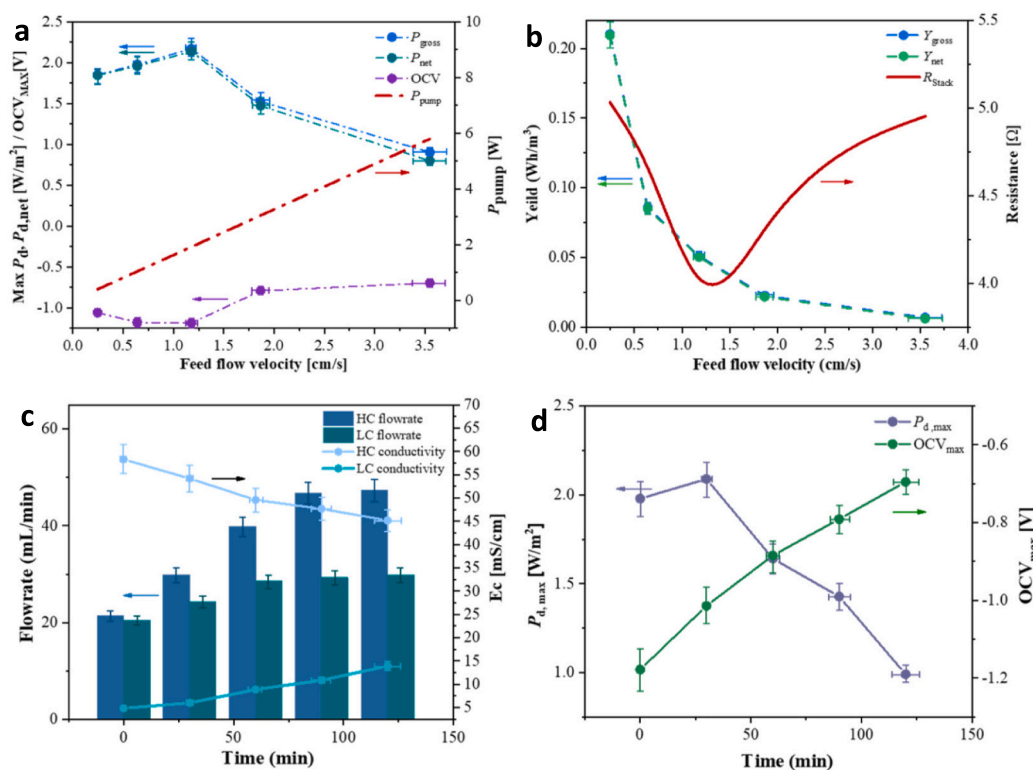 a
2.5
2.0
1.5
1.0
0.5
0.0
-0.5
-1.0
Max P_d, P_d,net [W/m²] / OCV_MAX[V]
P_gross
P_net
OCV
P_pump
10
8
6
4
2
0
P_pump [W]
0.0 0.5 1.0 1.5 2.0 2.5 3.0 3.5
Feed flow velocity [cm/s]
b
0.20
0.15
0.10
0.05
0.00
Yeild (Wh/m³)
Y_gross
Y_net
R_Stack
5.5
5.0
4.5
4.0
Resistance [Ω]
0.0 0.5 1.0 1.5 2.0 2.5 3.0 3.5 4.0
Feed flow velocity (cm/s)
c
60
40
20
0
Flowrate (mL/min)
HC flowrate
LC flowrate
HC conductivity
LC conductivity
70
65
60
55
50
45
40
35
30
25
20
15
10
5
Ec [mS/cm]
0 50 100 150
Time (min)
d
2.5
2.0
1.5
1.0
P_d, max [W/m²]
P_d ,max
OCV_max
-0.6
-0.8
-1.0
-1.2
OCV_max [V]
0 50 100 150
Time (min)